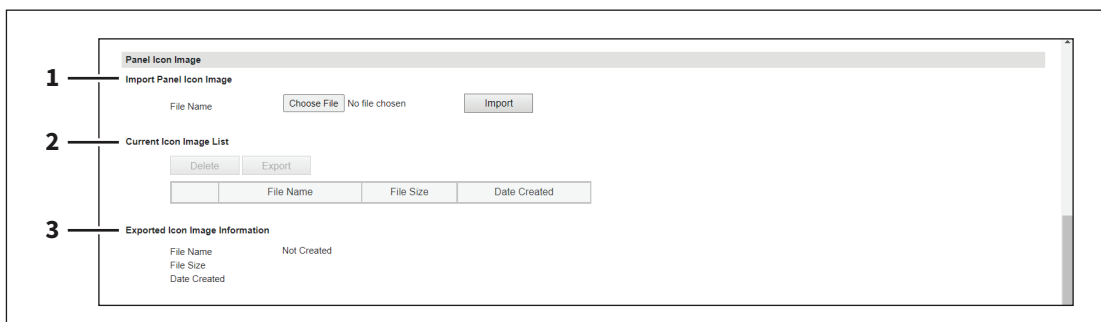 Panel Icon Image
1 Import Panel Icon Image
File Name Choose File No file chosen Import
2 Current Icon Image List
Delete Export
File Name File Size Date Created
3 Exported Icon Image Information
File Name Not Created
File Size
Date Created